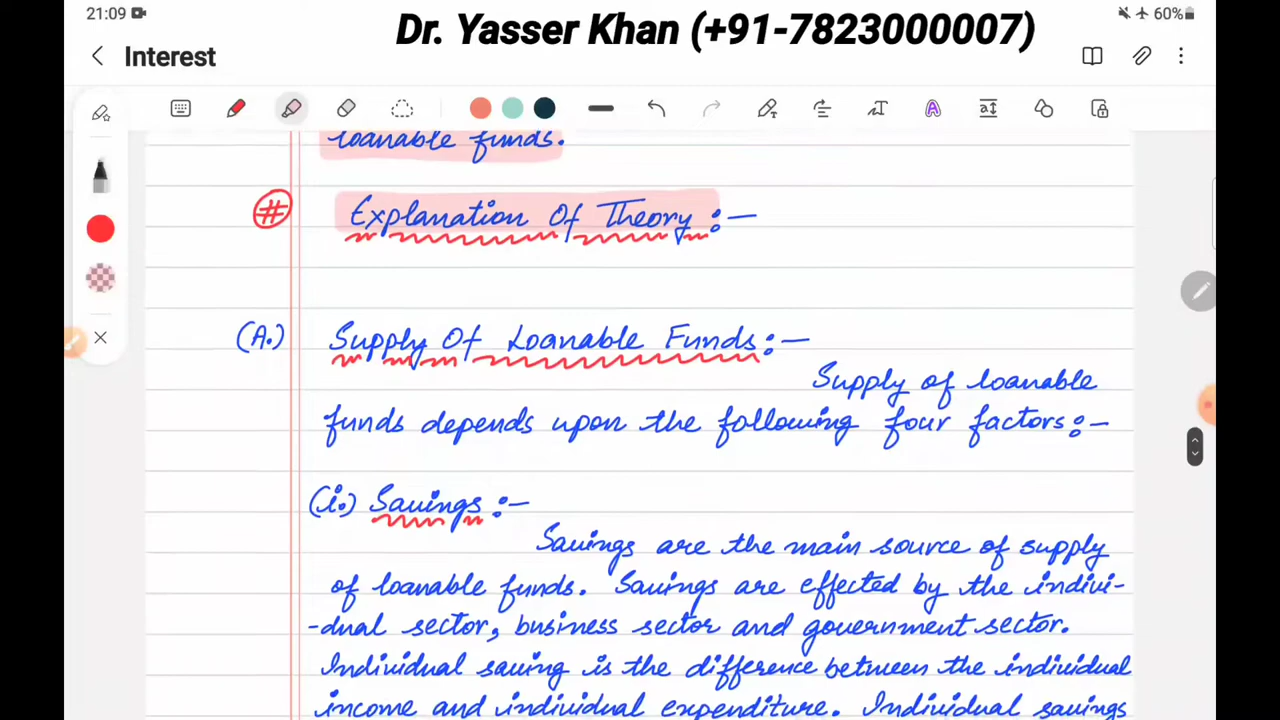 21:09
60%
Dr. Yasser Khan (+91-7823000007)
Interest
loanable funds.
# Explanation Of Theory :-
(A.) Supply Of Loanable Funds :-
Supply of loanable
funds depends upon the following four factors :-
(i.) Savings :-
Savings are the main source of supply
of loanable funds. Savings are effected by the indivi-
-dual sector, business sector and government sector.
Individual saving is the difference between the individual
income and individual expenditure. Individual savings